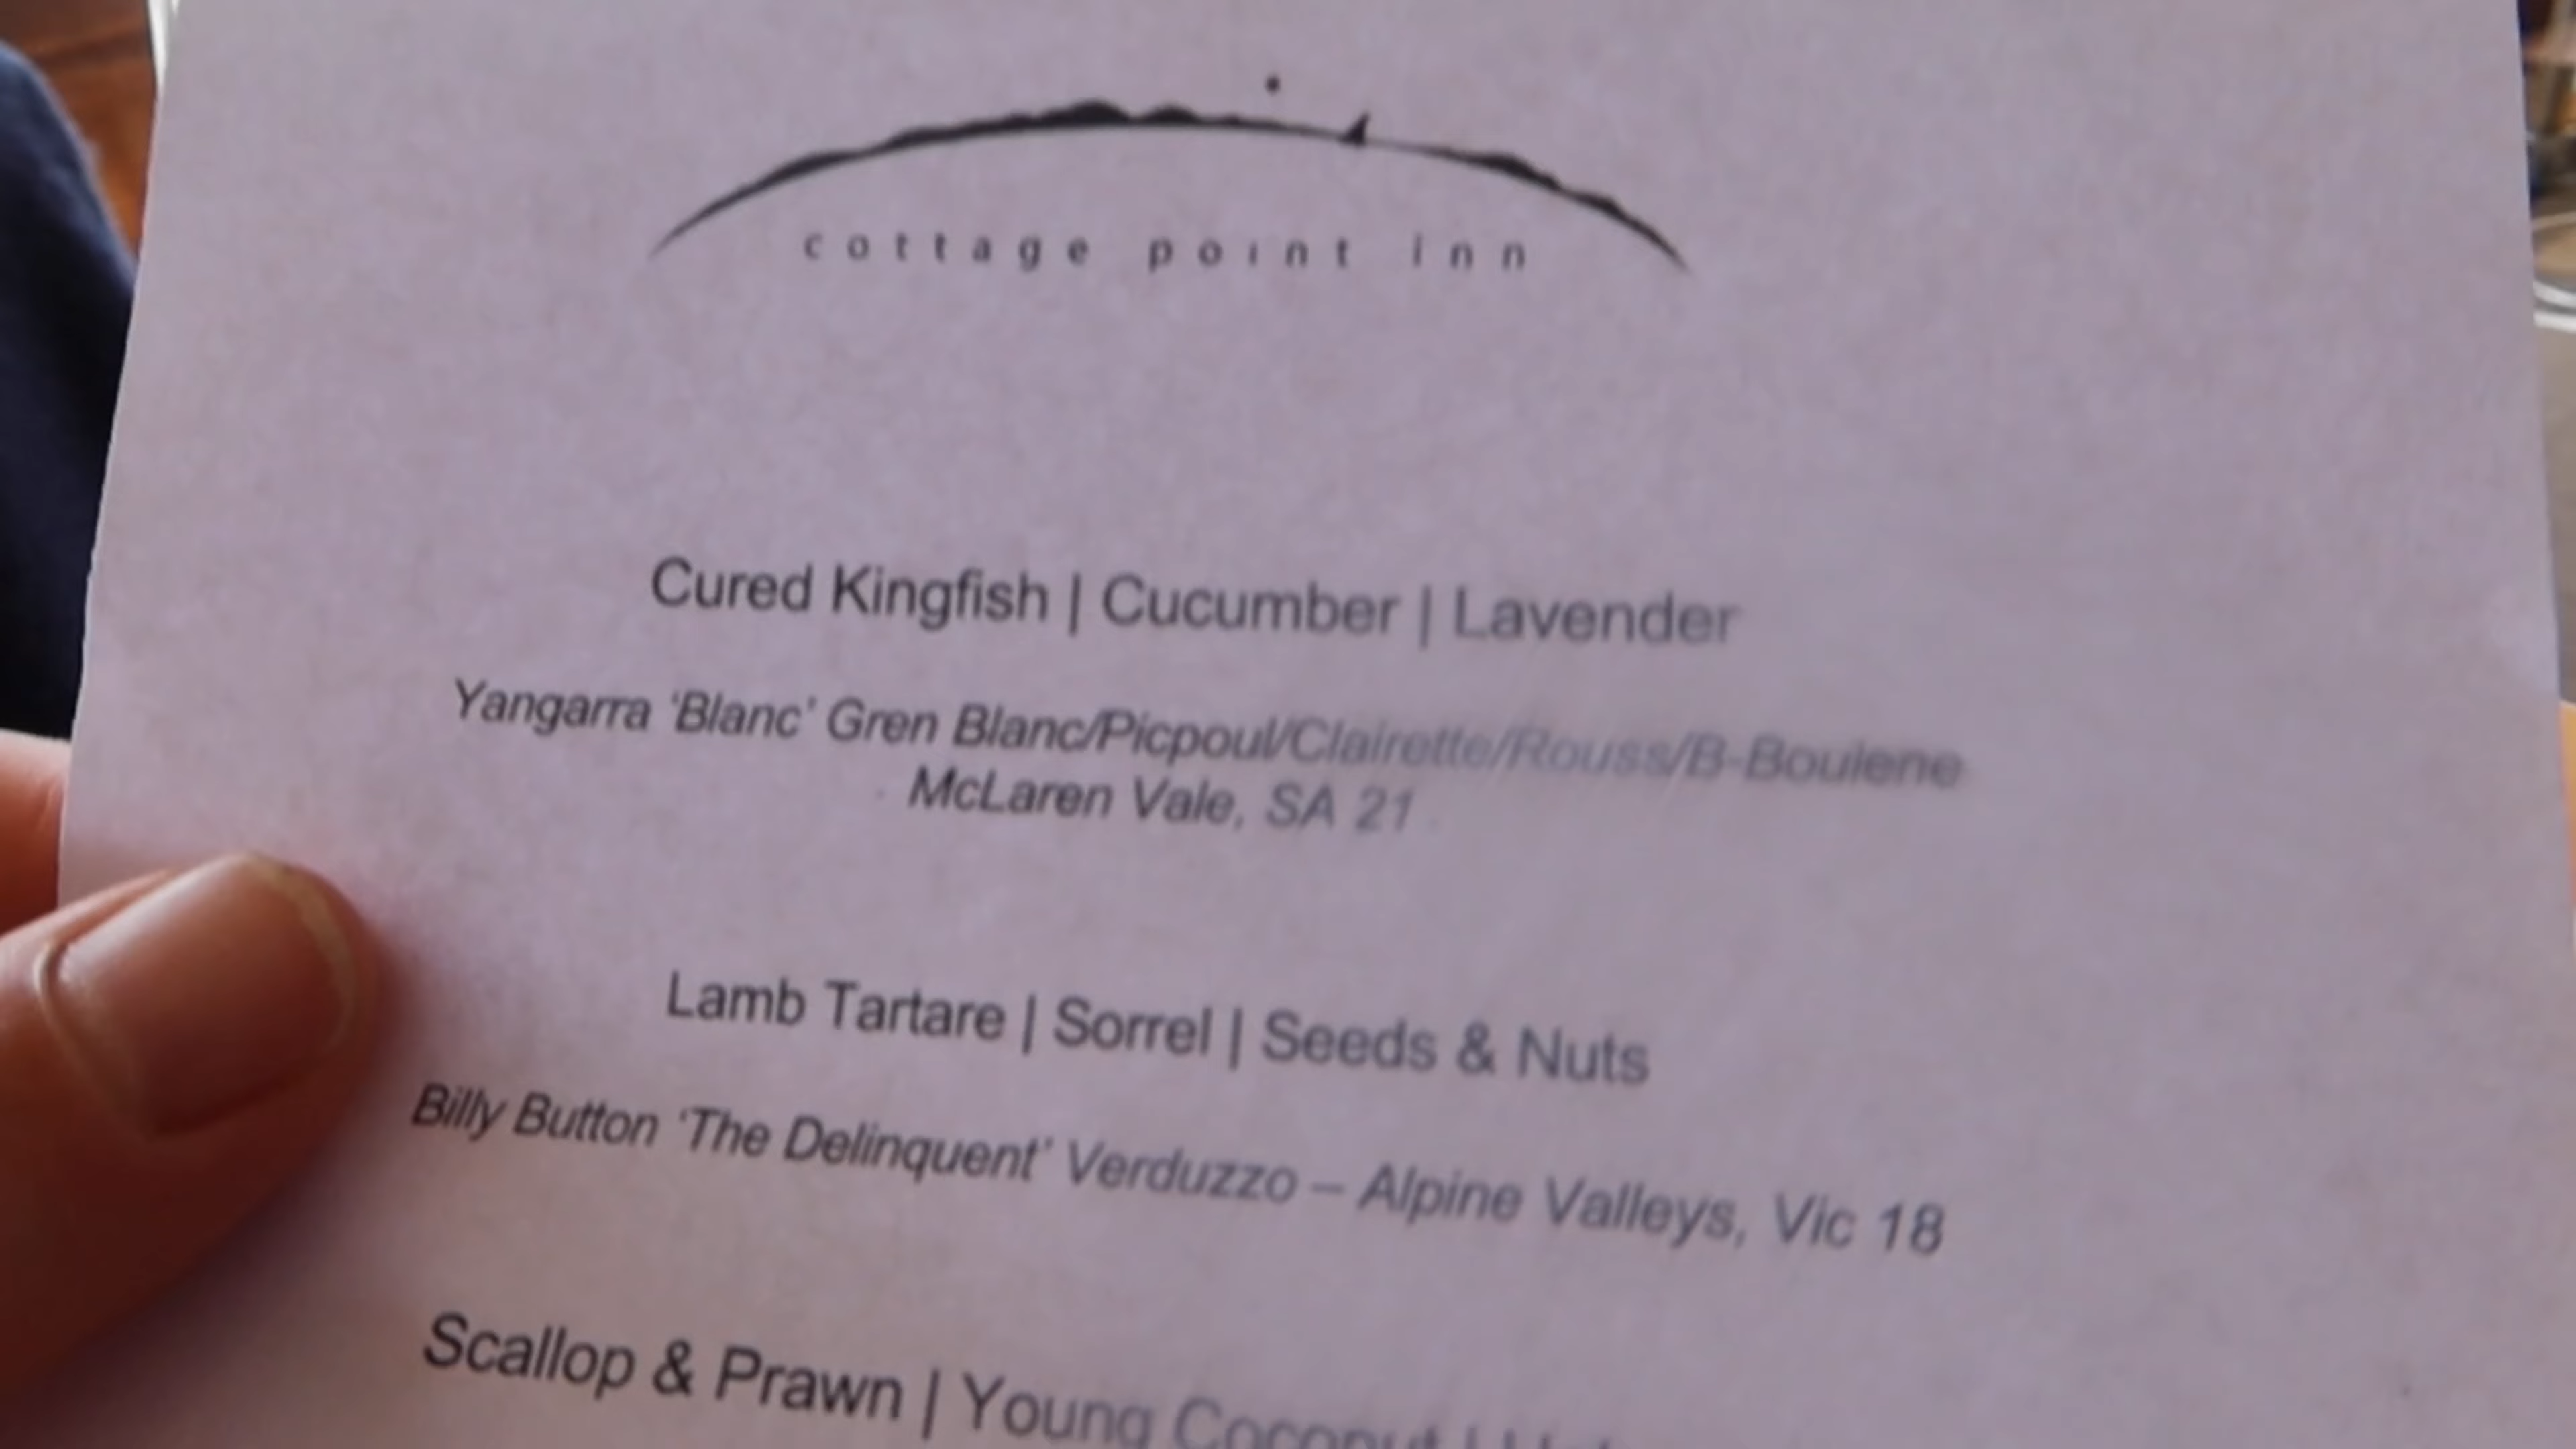 cottage point inn
Cured Kingfish | Cucumber | Lavender
Yangarra ‘Blanc’ Gren Blanc/Picpoul/Clairette/Rouss/B-Boulene
McLaren Vale, SA 21
Lamb Tartare | Sorrel | Seeds & Nuts
Billy Button ‘The Delinquent’ Verduzzo – Alpine Valleys, Vic 18
Scallop & Prawn | Young Coconut |